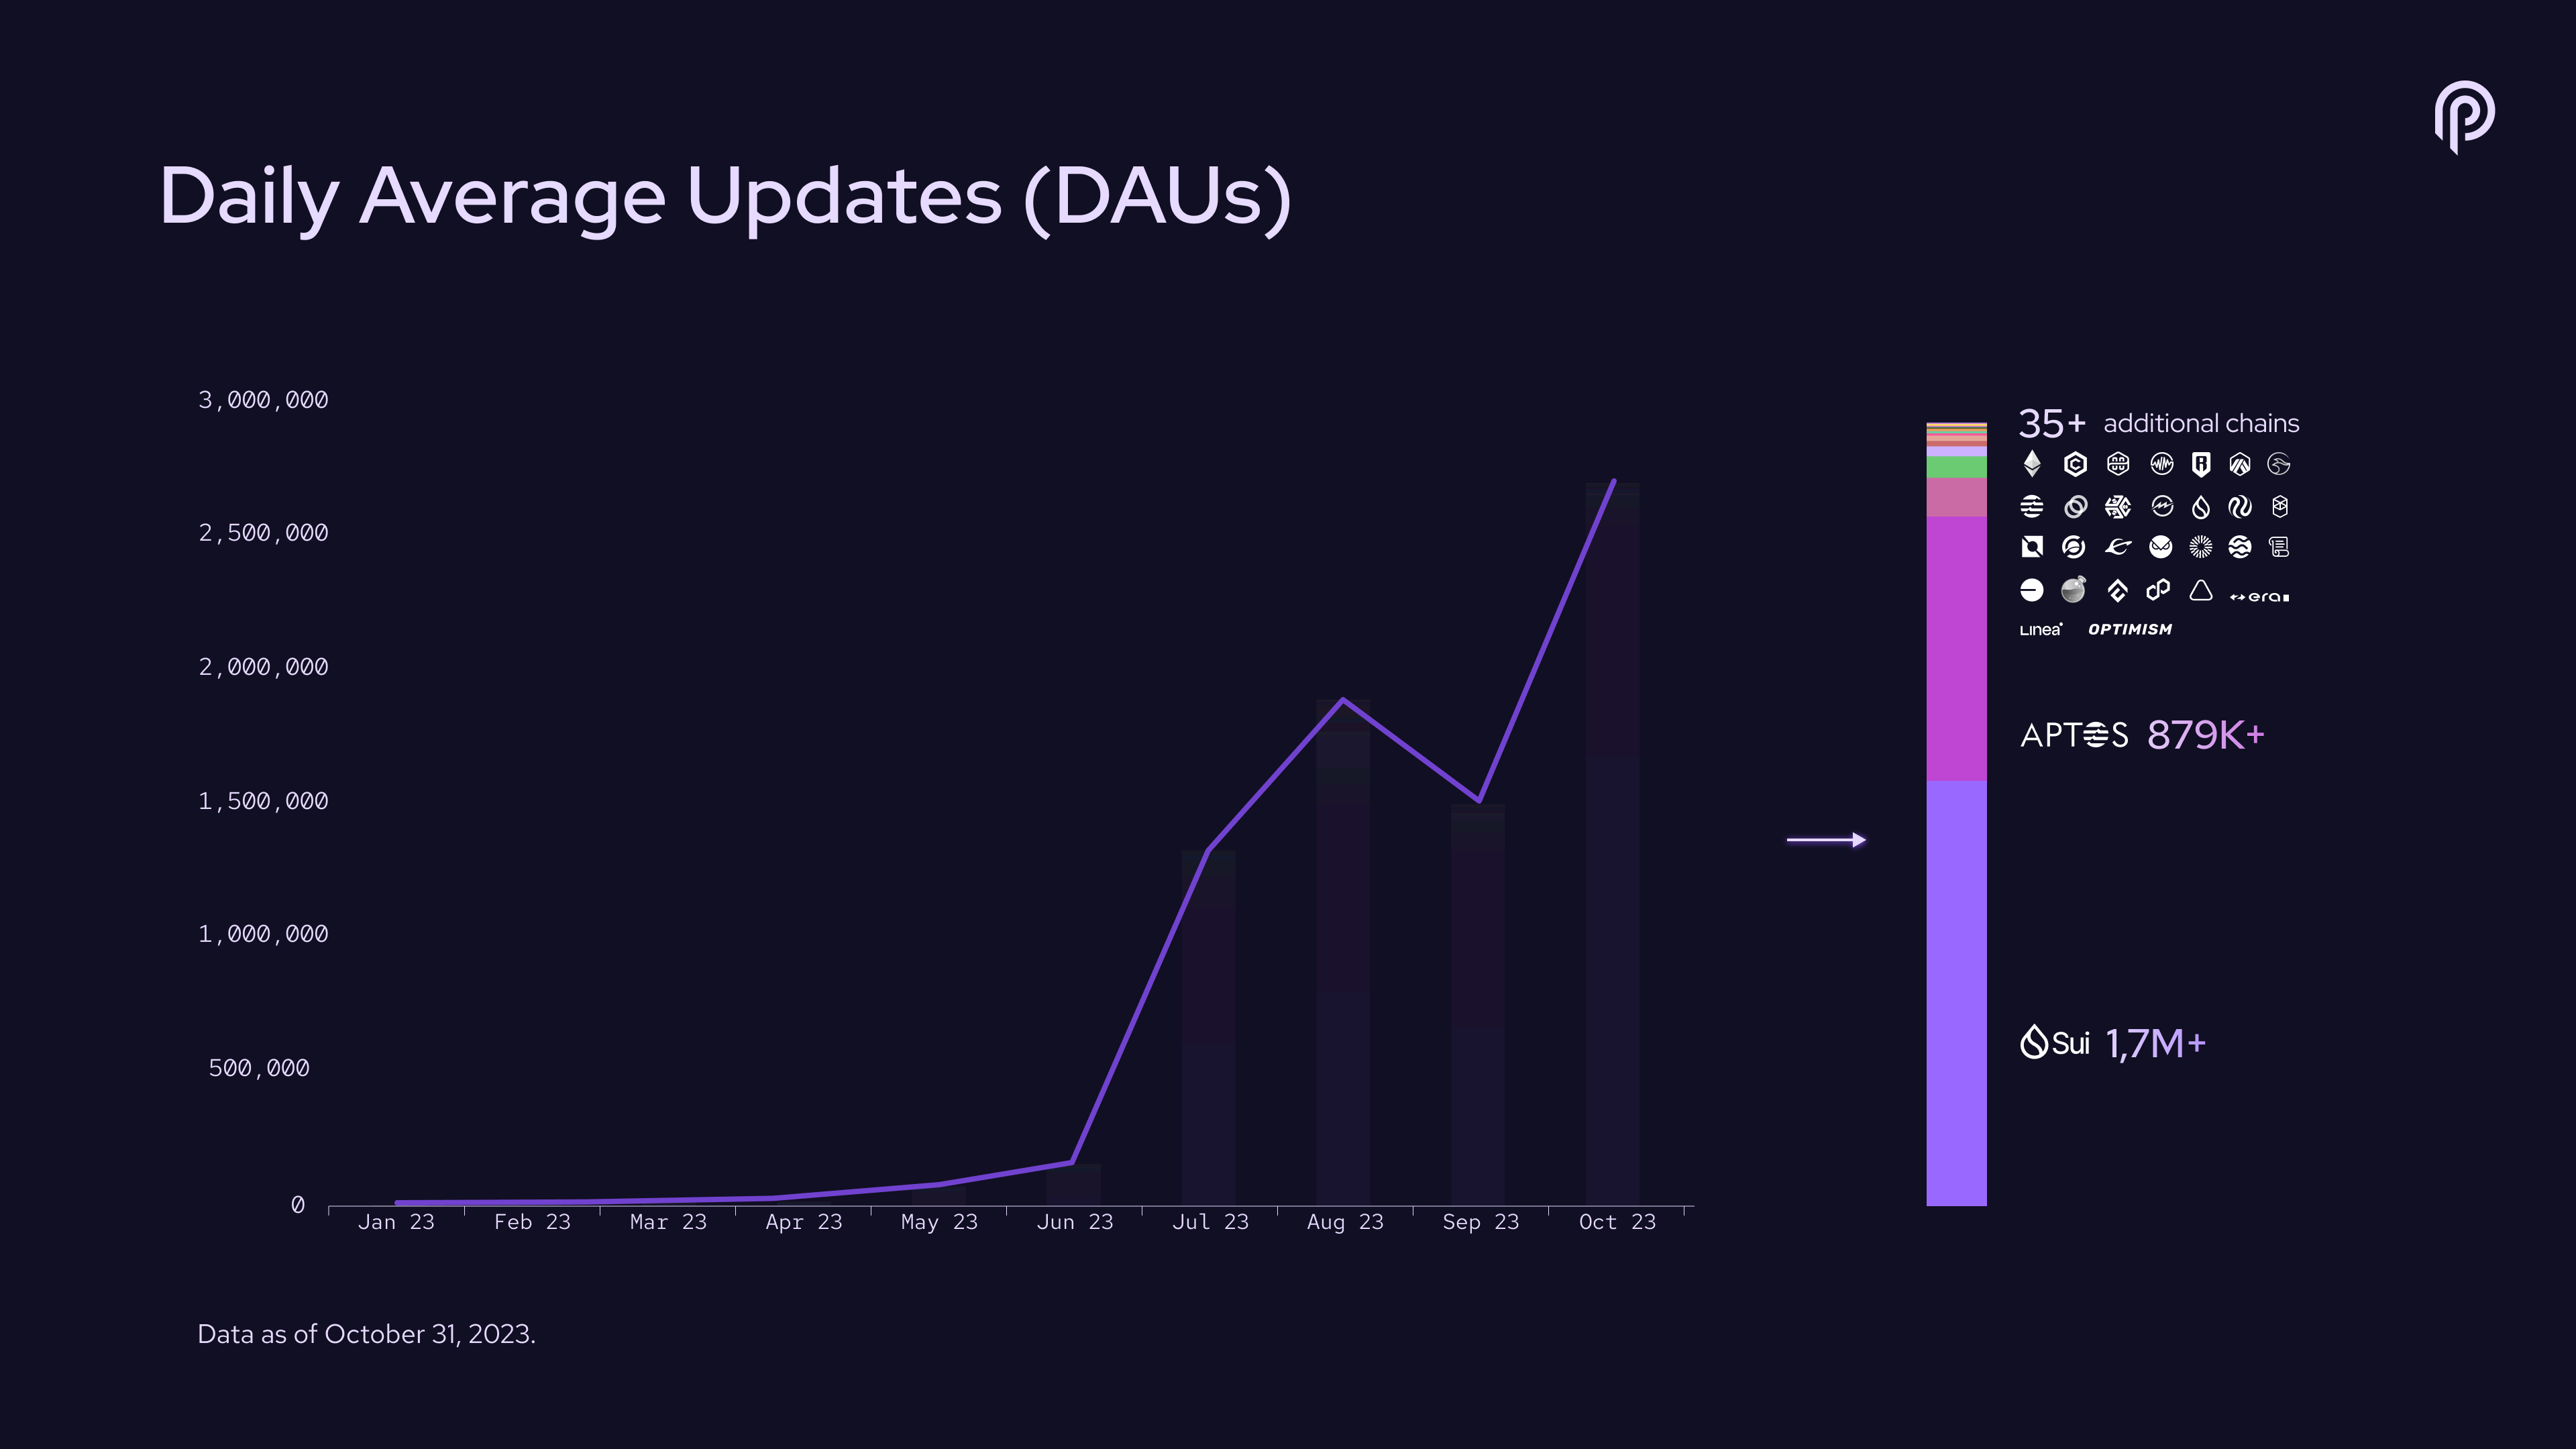 Daily Average Updates (DAUs)
3,000,000
2,500,000
2,000,000
1,500,000
1,000,000
500,000
0
Jan 23 Feb 23 Mar 23 Apr 23 May 23 Jun 23 Jul 23 Aug 23 Sep 23 Oct 23
35+ additional chains
era
Linea
OPTIMISM
APTOS 879K+
Sui 1,7M+
Data as of October 31, 2023.